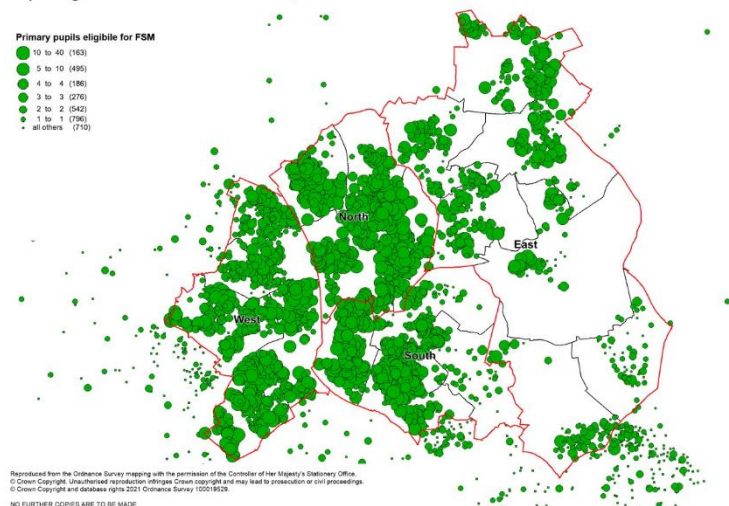 Primary pupils eligibile for FSM
10 to 40 (163)
5 to 10 (495)
4 to 4 (186)
3 to 3 (276)
2 to 2 (542)
1 to 1 (796)
all others (710)
North
East
West
South
Reproduced from the Ordnance Survey mapping with the permission of the Controller of Her Majesty's Stationery Office.
© Crown Copyright. Unauthorised reproduction infringes Crown copyright and may lead to prosecution or civil proceedings.
© Crown Copyright and database rights 2021 Ordnance Survey 100019529.
NO FURTHER COPIES ARE TO BE MADE